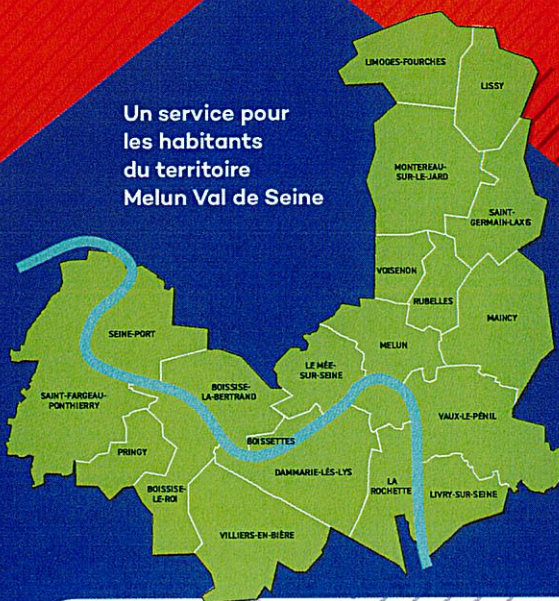 Un service pour
les habitants
du territoire
Melun Val de Seine
LIMOGES-FOURCHES
LISSY
MONTEREAU-
SUR-LE-JARD
SAINT-
GERMAIN-LAXIS
VOISENON
RUBELLES
MAINCY
SEINE-PORT
MELUN
LE MÉE-
SUR-SEINE
BOISSISE-
LA-BERTRAND
SAINT-FARGEAU-
PONTHIERRY
VAUX-LE-PÉNIL
BOISSETTES
PRINGY
DAMMARIE-LÈS-LYS
BOISSISE-
LE-ROI
LA
ROCHETTE
LIVRY-SUR-SEINE
VILLIERS-EN-BIÈRE